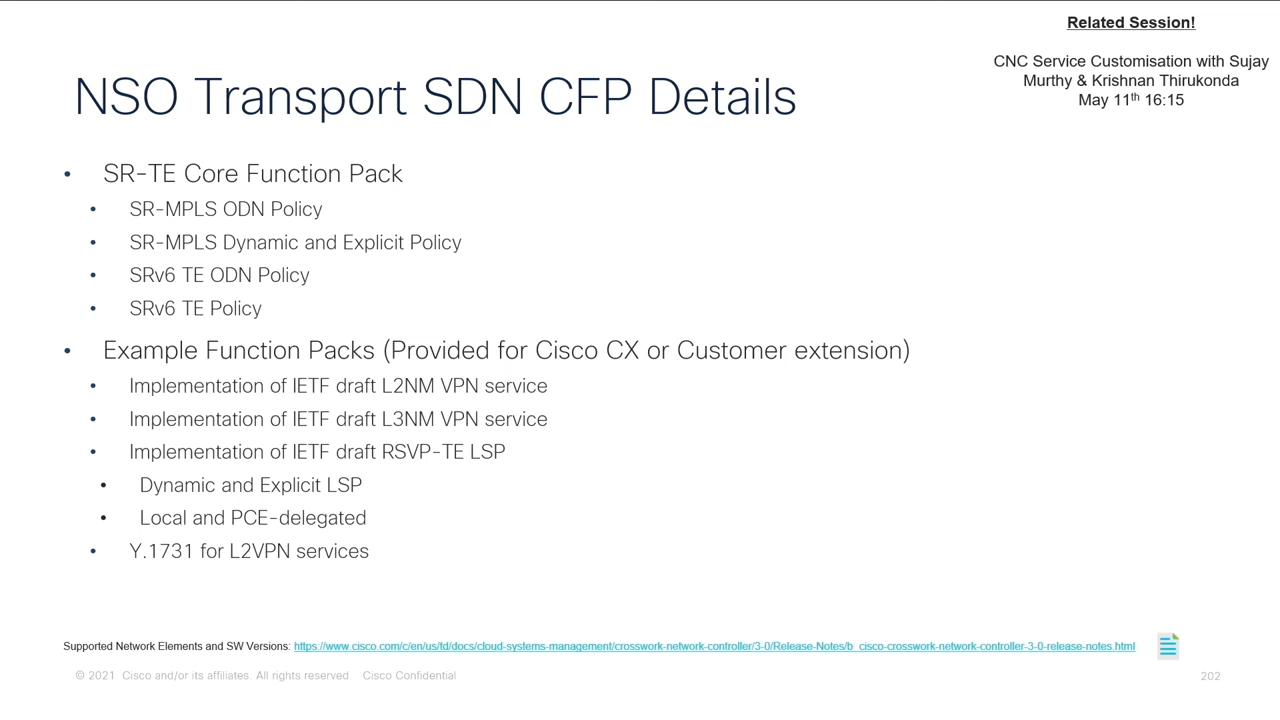 Related Session!
CNC Service Customisation with Sujay
Murthy & Krishnan Thirukonda
May 11th 16:15
NSO Transport SDN CFP Details
• SR-TE Core Function Pack
• SR-MPLS ODN Policy
• SR-MPLS Dynamic and Explicit Policy
• SRv6 TE ODN Policy
• SRv6 TE Policy
• Example Function Packs (Provided for Cisco CX or Customer extension)
• Implementation of IETF draft L2NM VPN service
• Implementation of IETF draft L3NM VPN service
• Implementation of IETF draft RSVP-TE LSP
• Dynamic and Explicit LSP
• Local and PCE-delegated
• Y.1731 for L2VPN services
Supported Network Elements and SW Versions: https://www.cisco.com/c/en/us/td/docs/cloud-systems-management/crosswork-network-controller/3-0/Release-Notes/b_cisco-crosswork-network-controller-3-0-release-notes.html
© 2021 Cisco and/or its affiliates. All rights reserved. Cisco Confidential
202